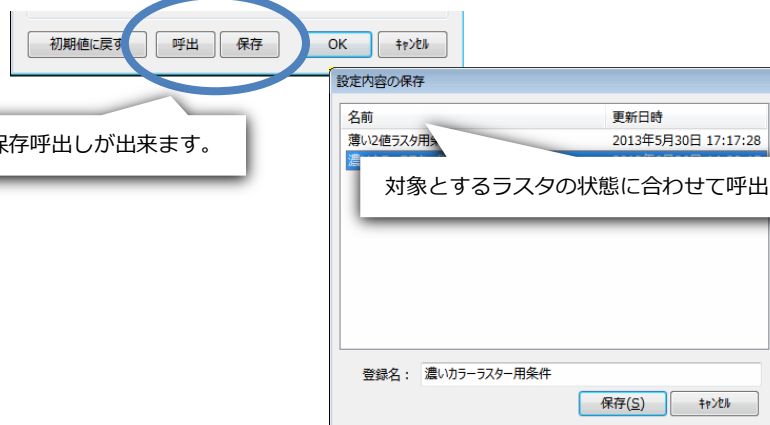 初期値に戻す 呼出 保存 OK ｷｬﾝｾﾙ
設定内容の保存
名前 更新日時
保存呼出しが出来ます。
薄い2値ラスタ用 2013年5月30日 17:17:28
対象とするラスタの状態に合わせて呼出
登録名： 濃いカラーラスター用条件
保存(S) ｷｬﾝｾﾙ